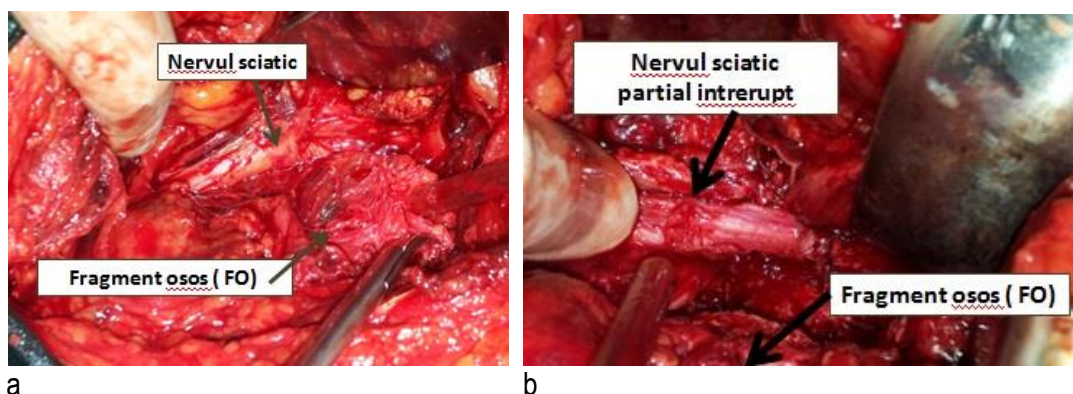 Nervul sciatic
Fragment osos ( FO)
Nervul sciatic
partial intrerupt
Fragment osos ( FO)
a
b